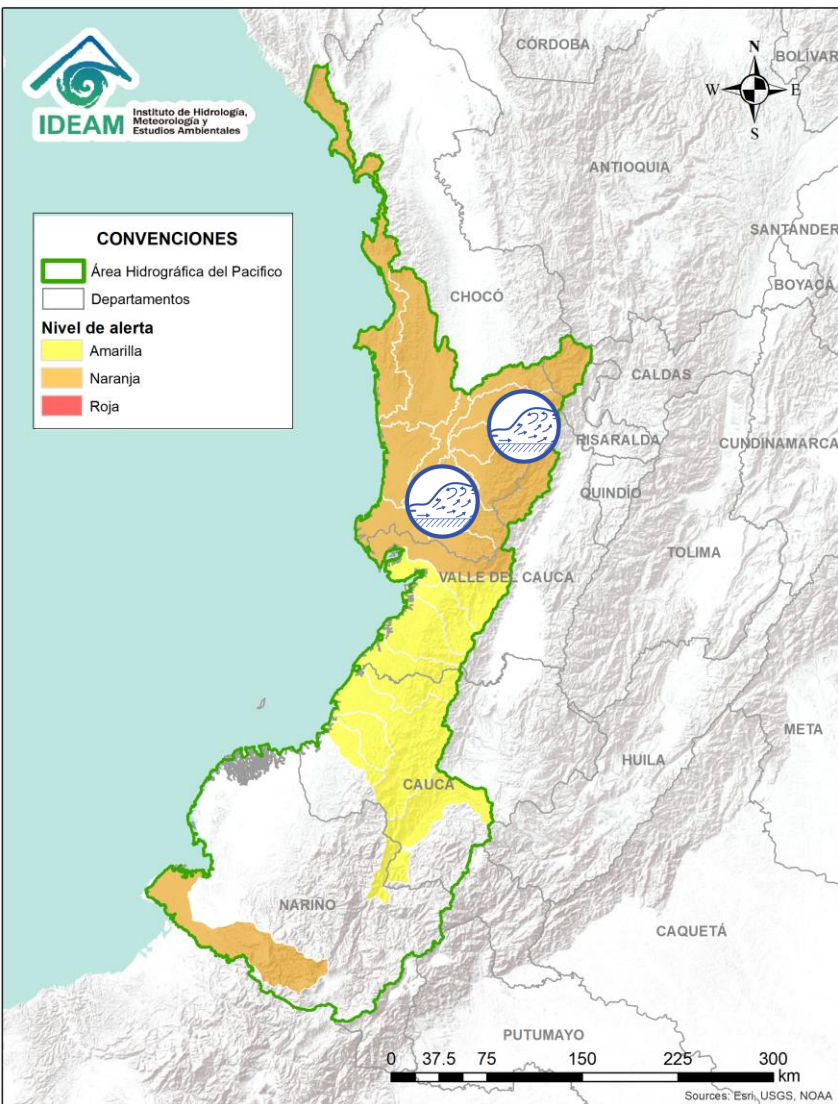 IDEAM
Instituto de Hidrología,
Meteorología y
Estudios Ambientales
CÓRDOBA
BOLÍVAR
N
W
E
S
ANTIOQUIA
SANTANDER
BOYACÁ
CONVENCIONES
Área Hidrográfica del Pacifico
Departamentos
Nivel de alerta
Amarilla
Naranja
Roja
CHOCÓ
CALDAS
RISARALDA
CUNDINAMARCA
QUINDÍO
TOLIMA
VALLE DEL CAUCA
META
HUILA
CAUCA
NARIÑO
CAQUETÁ
PUTUMAYO
0 37.5 75 150 225 300
km
Sources: Esri, USGS, NOAA